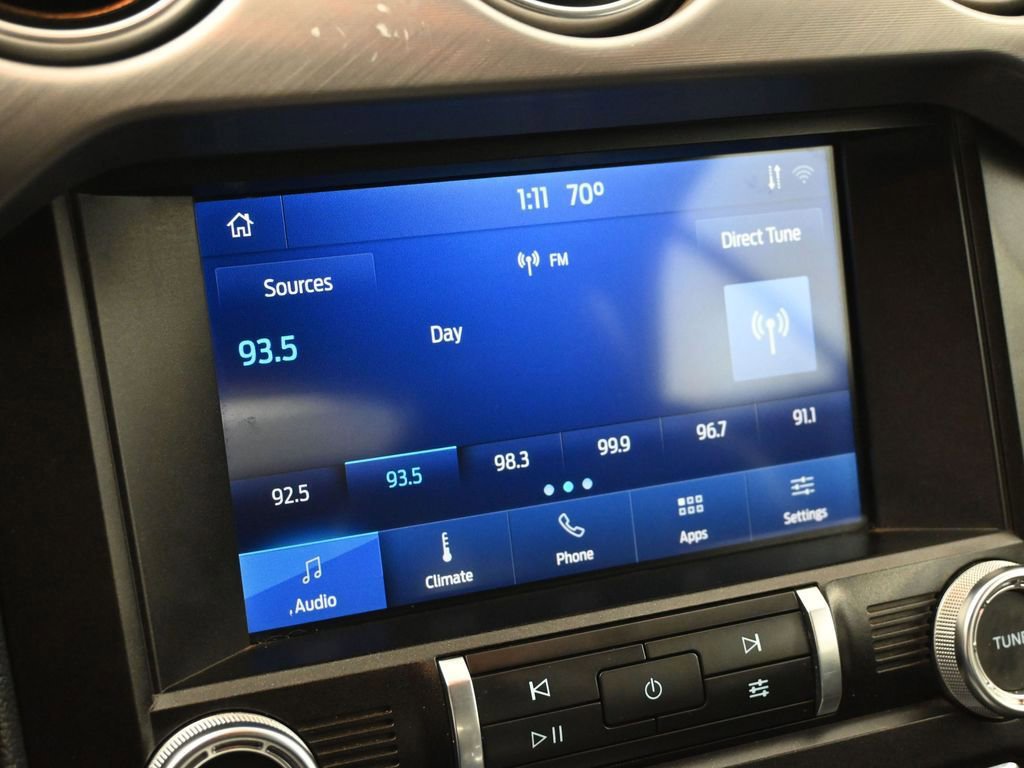 1:11 70°
FM
Direct Tune
Sources
93.5
Day
92.5 93.5 98.3 99.9 96.7 91.1
Audio Climate Phone Apps Settings
TUNE